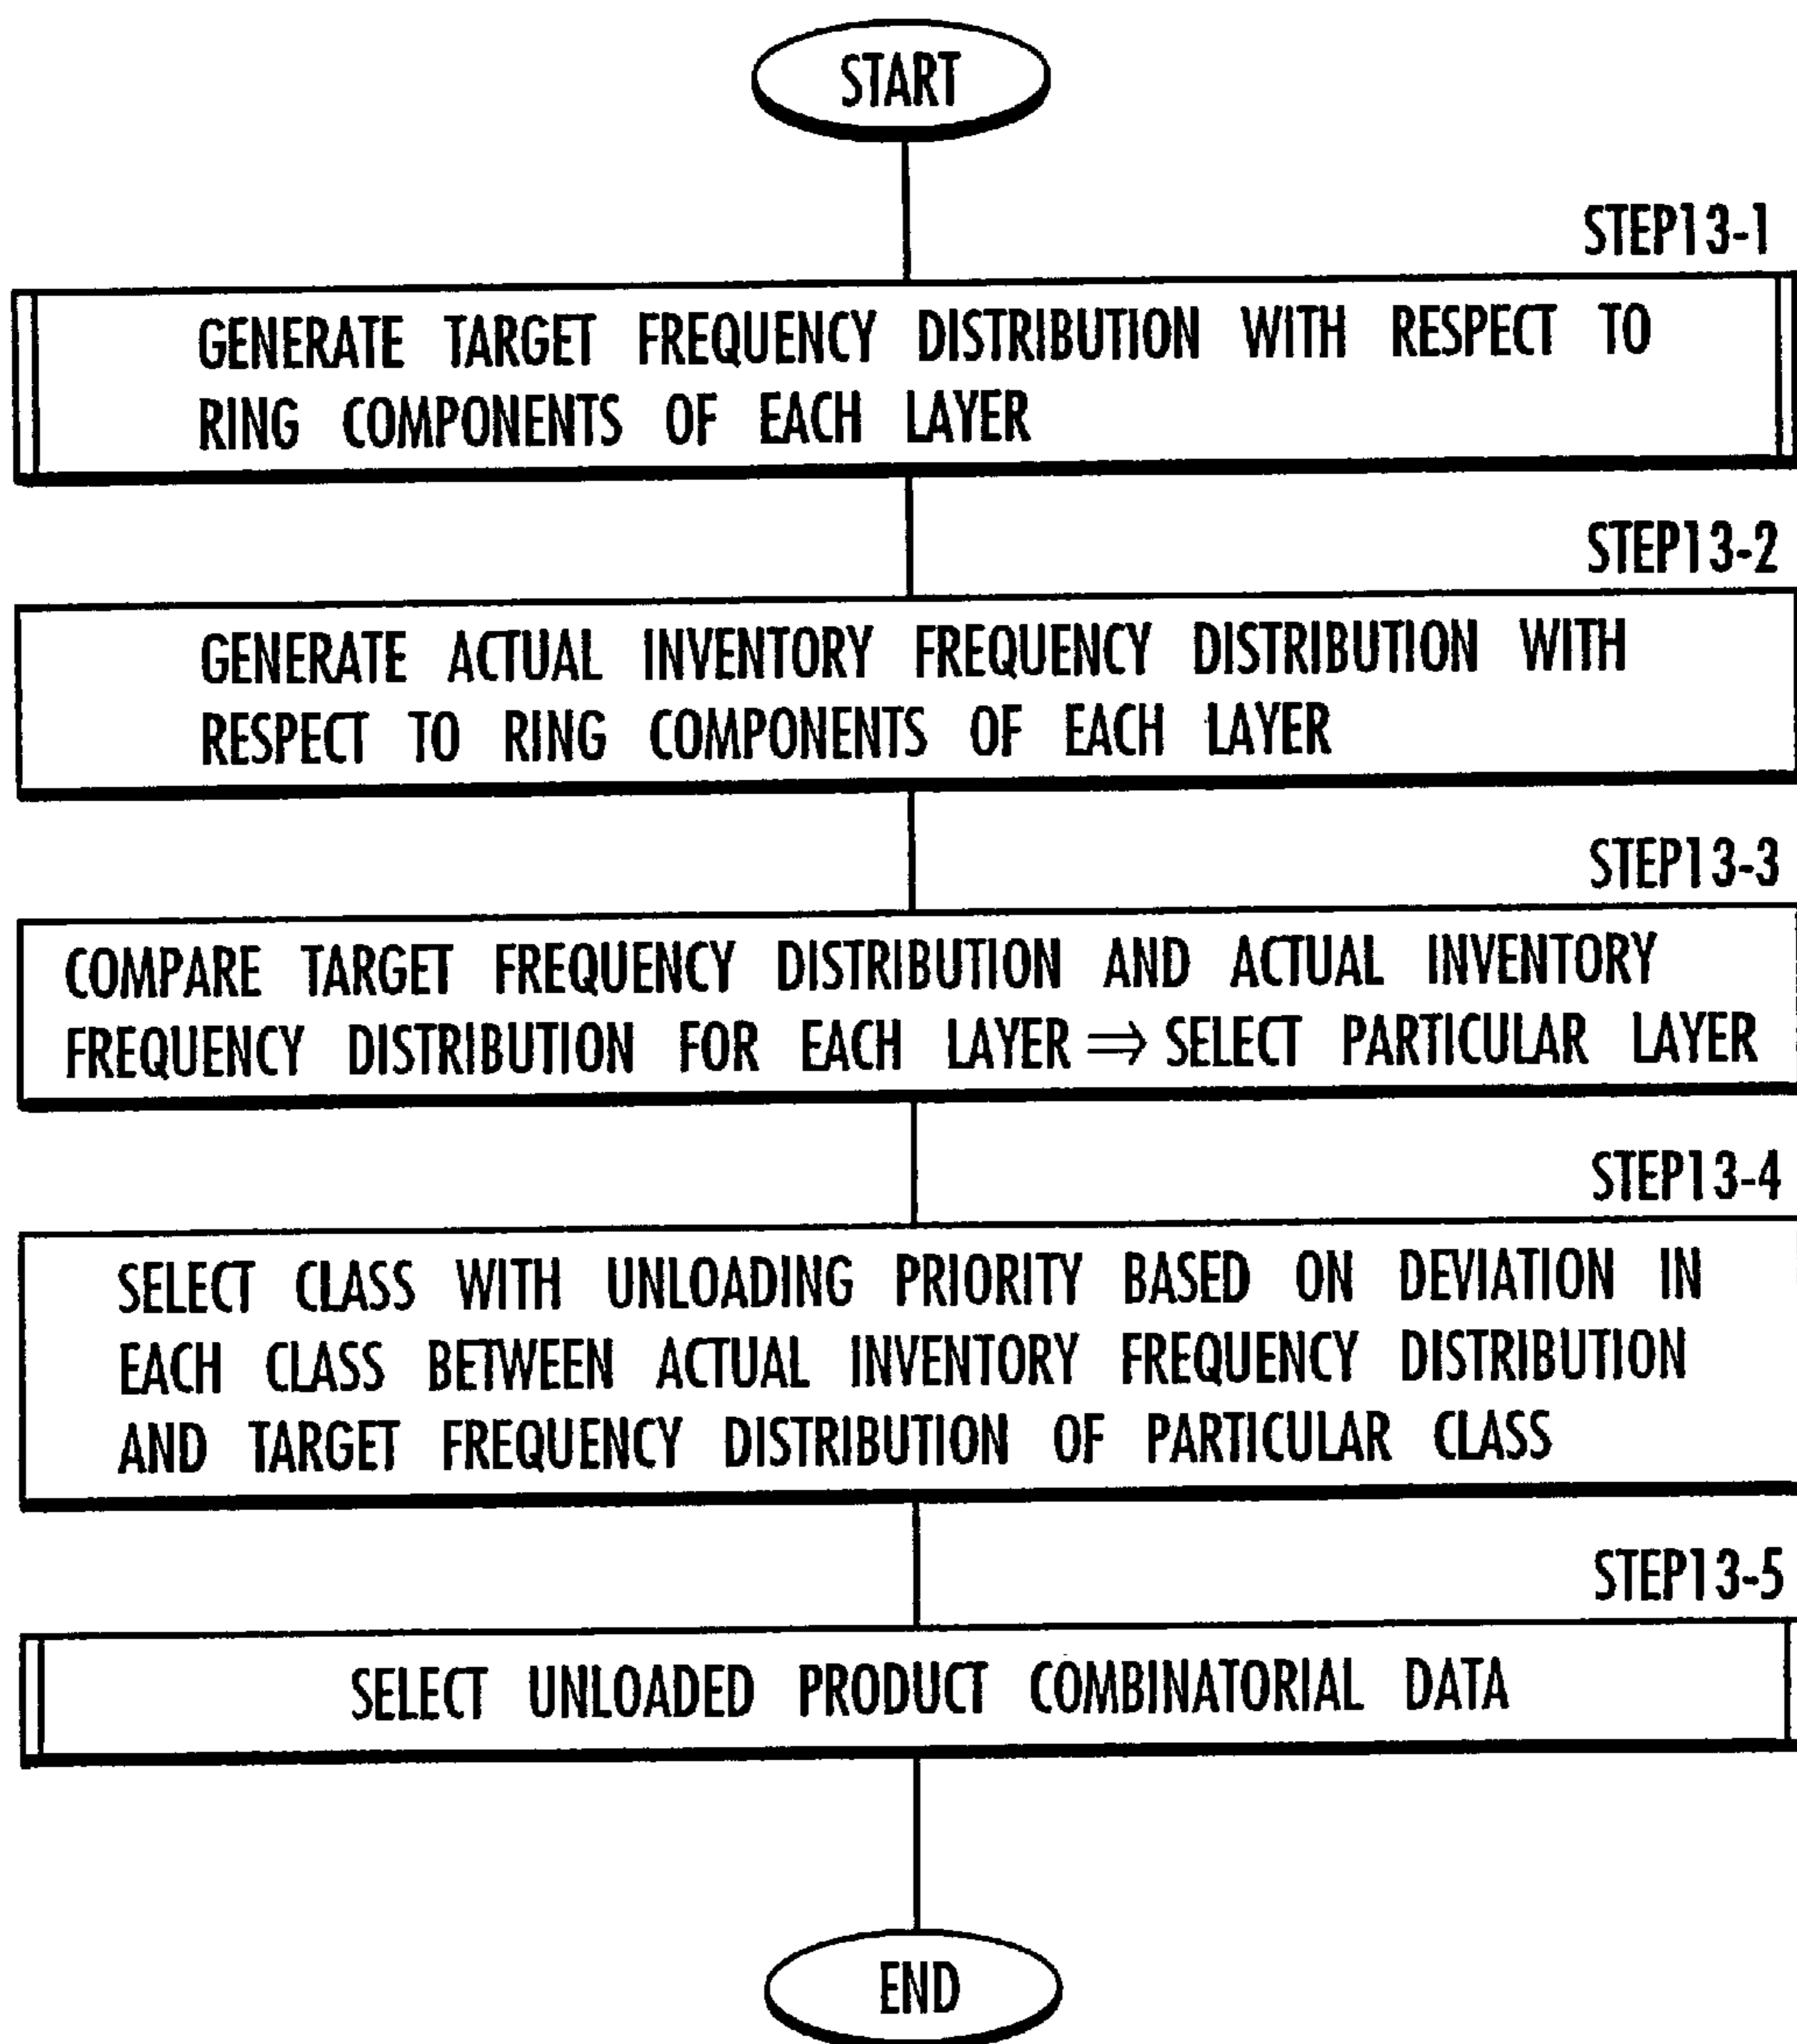 START
STEP13-1
GENERATE TARGET FREQUENCY DISTRIBUTION WITH RESPECT TO
RING COMPONENTS OF EACH LAYER
STEP13-2
GENERATE ACTUAL INVENTORY FREQUENCY DISTRIBUTION WITH
RESPECT TO RING COMPONENTS OF EACH LAYER
STEP13-3
COMPARE TARGET FREQUENCY DISTRIBUTION AND ACTUAL INVENTORY
FREQUENCY DISTRIBUTION FOR EACH LAYER ⇒ SELECT PARTICULAR LAYER
STEP13-4
SELECT CLASS WITH UNLOADING PRIORITY BASED ON DEVIATION IN
EACH CLASS BETWEEN ACTUAL INVENTORY FREQUENCY DISTRIBUTION
AND TARGET FREQUENCY DISTRIBUTION OF PARTICULAR CLASS
STEP13-5
SELECT UNLOADED PRODUCT COMBINATORIAL DATA
END